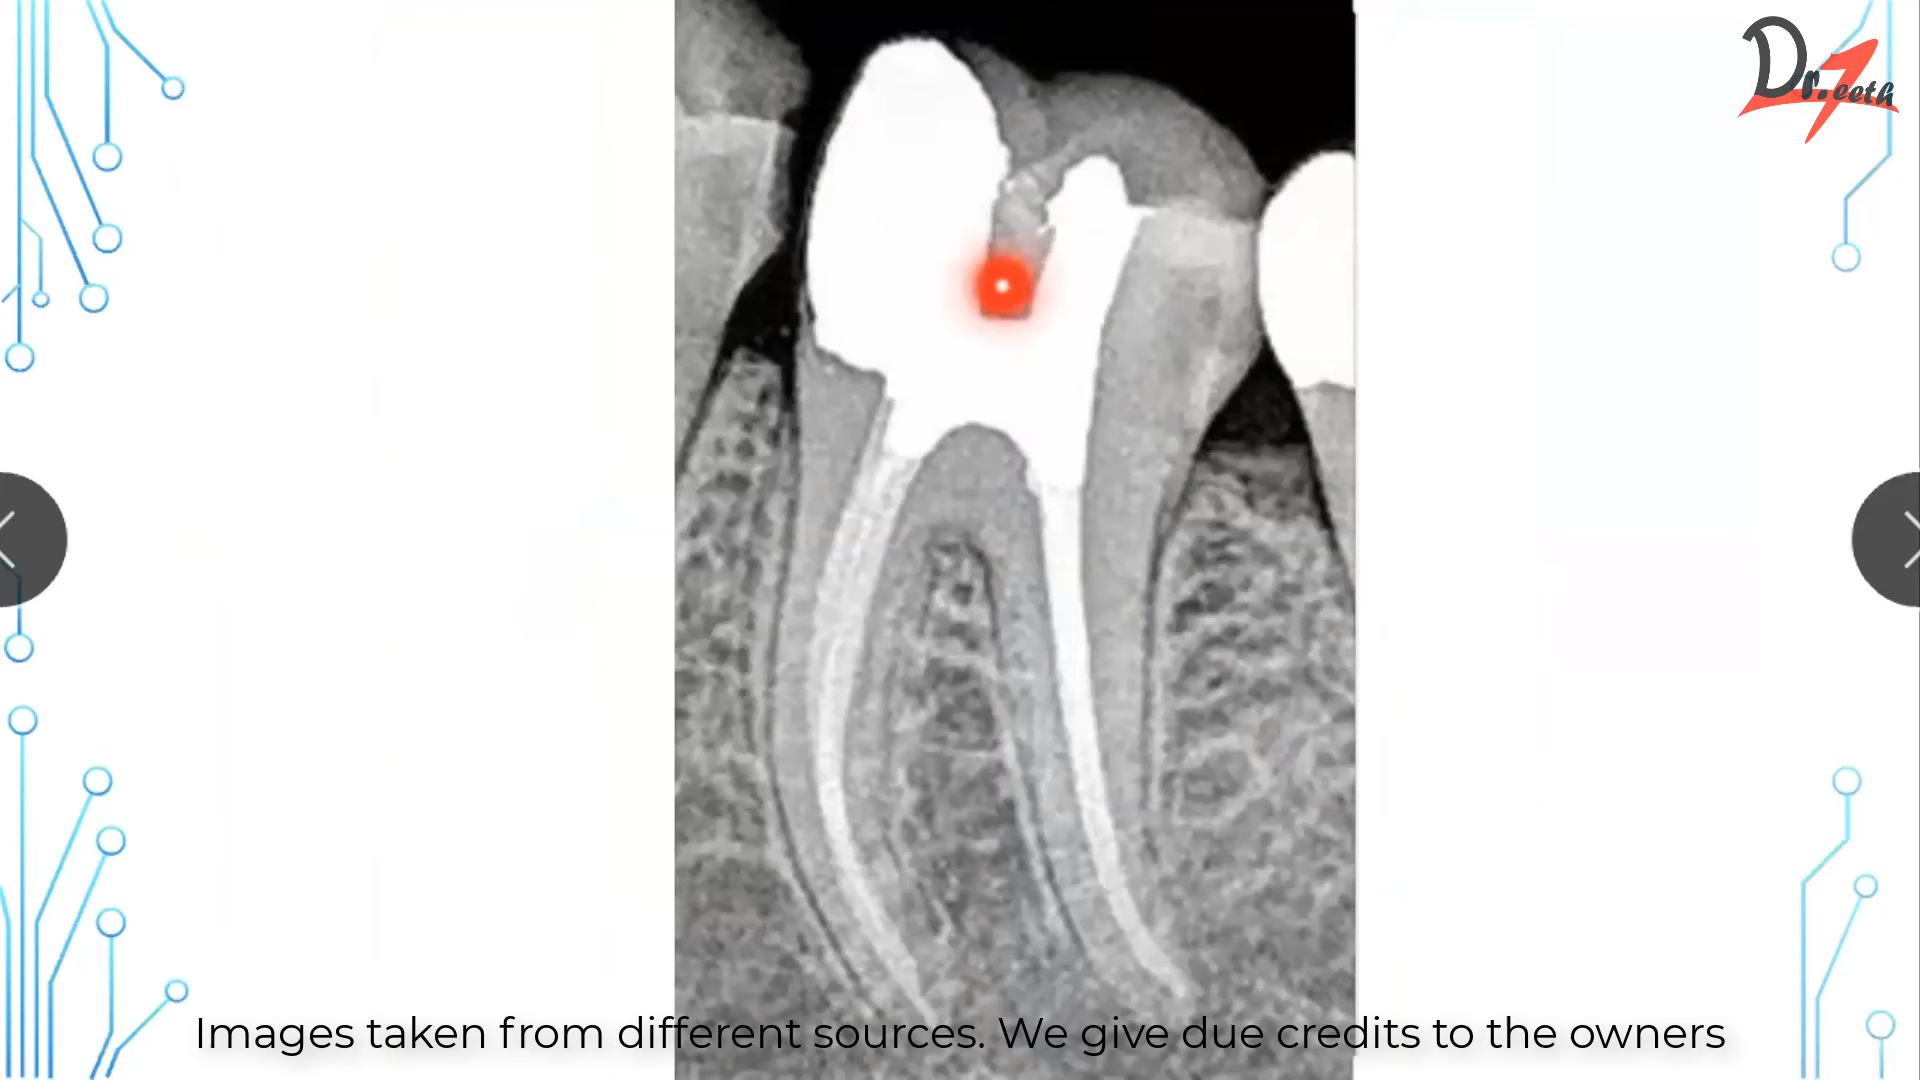 Dr. Teeth
Images taken from different sources. We give due credits to the owners